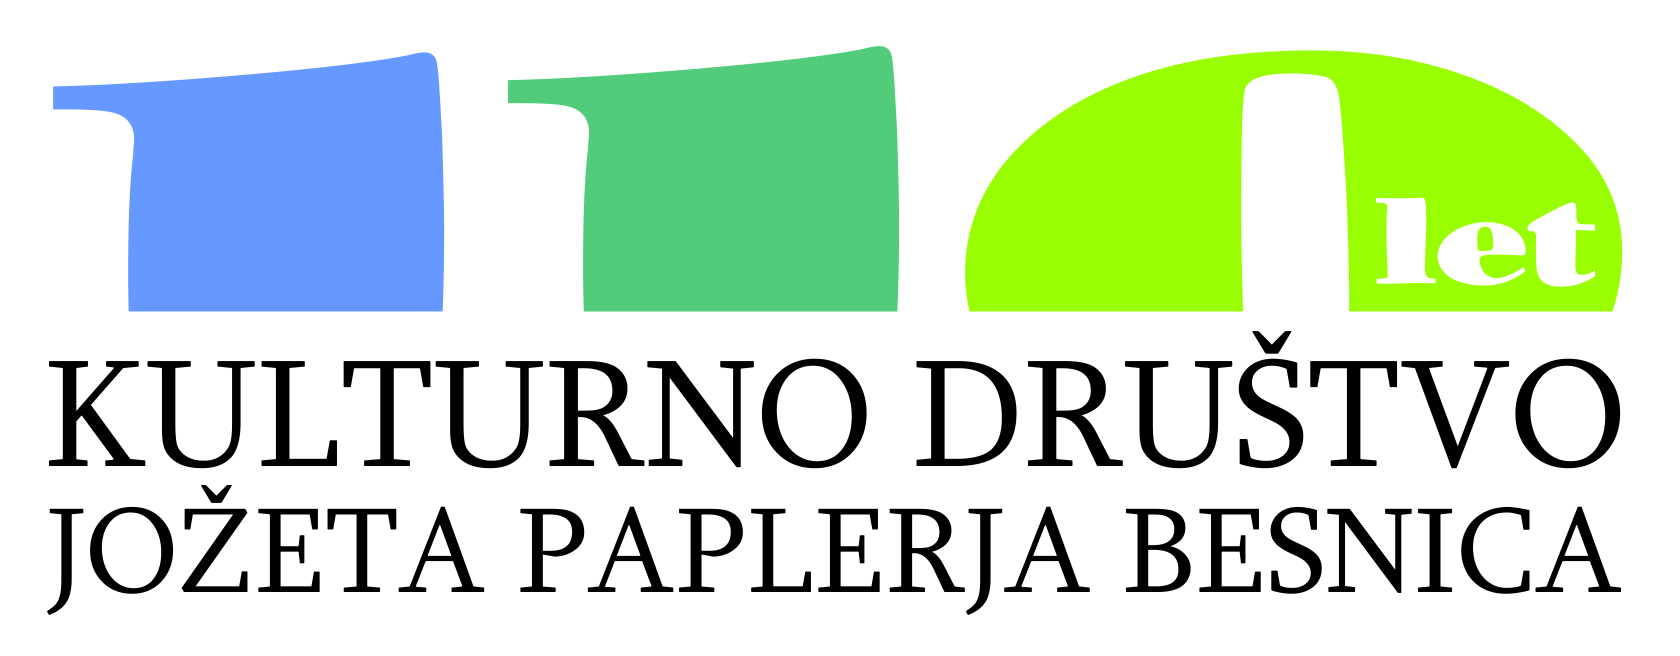 110 let
KULTURNO DRUŠTVO
JOŽETA PAPLERJA BESNICA